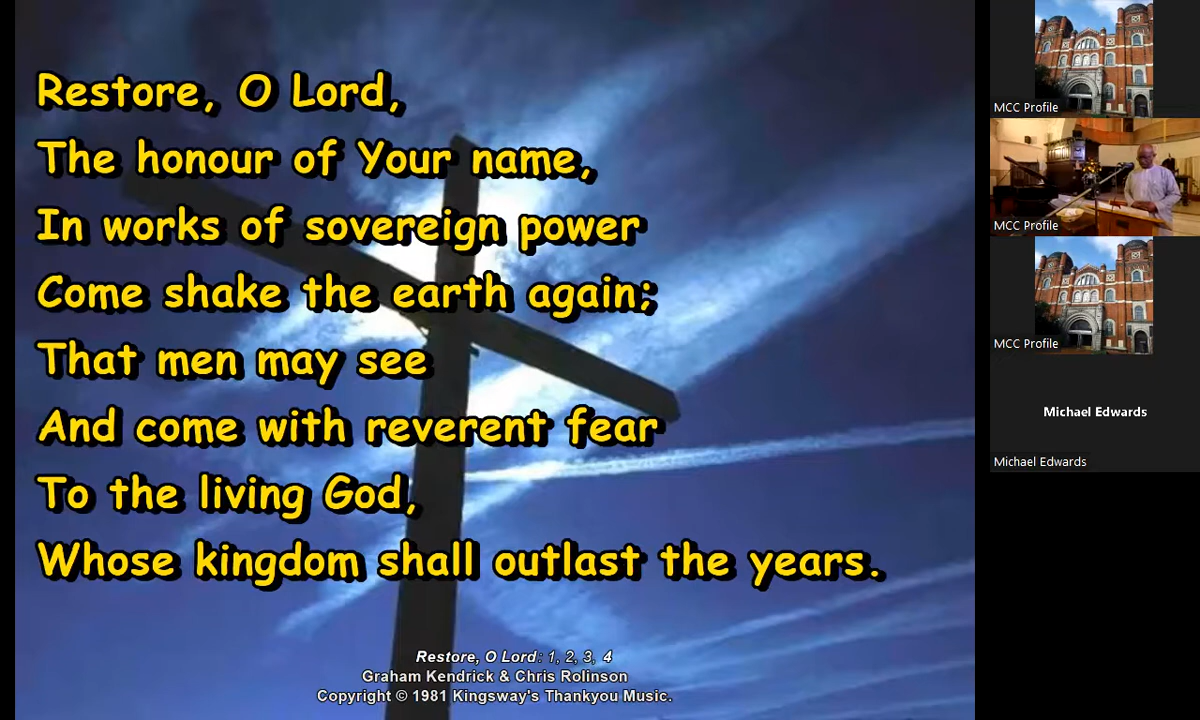 Restore, O Lord,
The honour of Your name,
In works of sovereign power
Come shake the earth again;
That men may see
And come with reverent fear
To the living God,
Whose kingdom shall outlast the years.
Restore, O Lord: 1, 2, 3, 4
Graham Kendrick & Chris Rolinson
Copyright © 1981 Kingsway's Thankyou Music.
MCC Profile
MCC Profile
MCC Profile
Michael Edwards
Michael Edwards